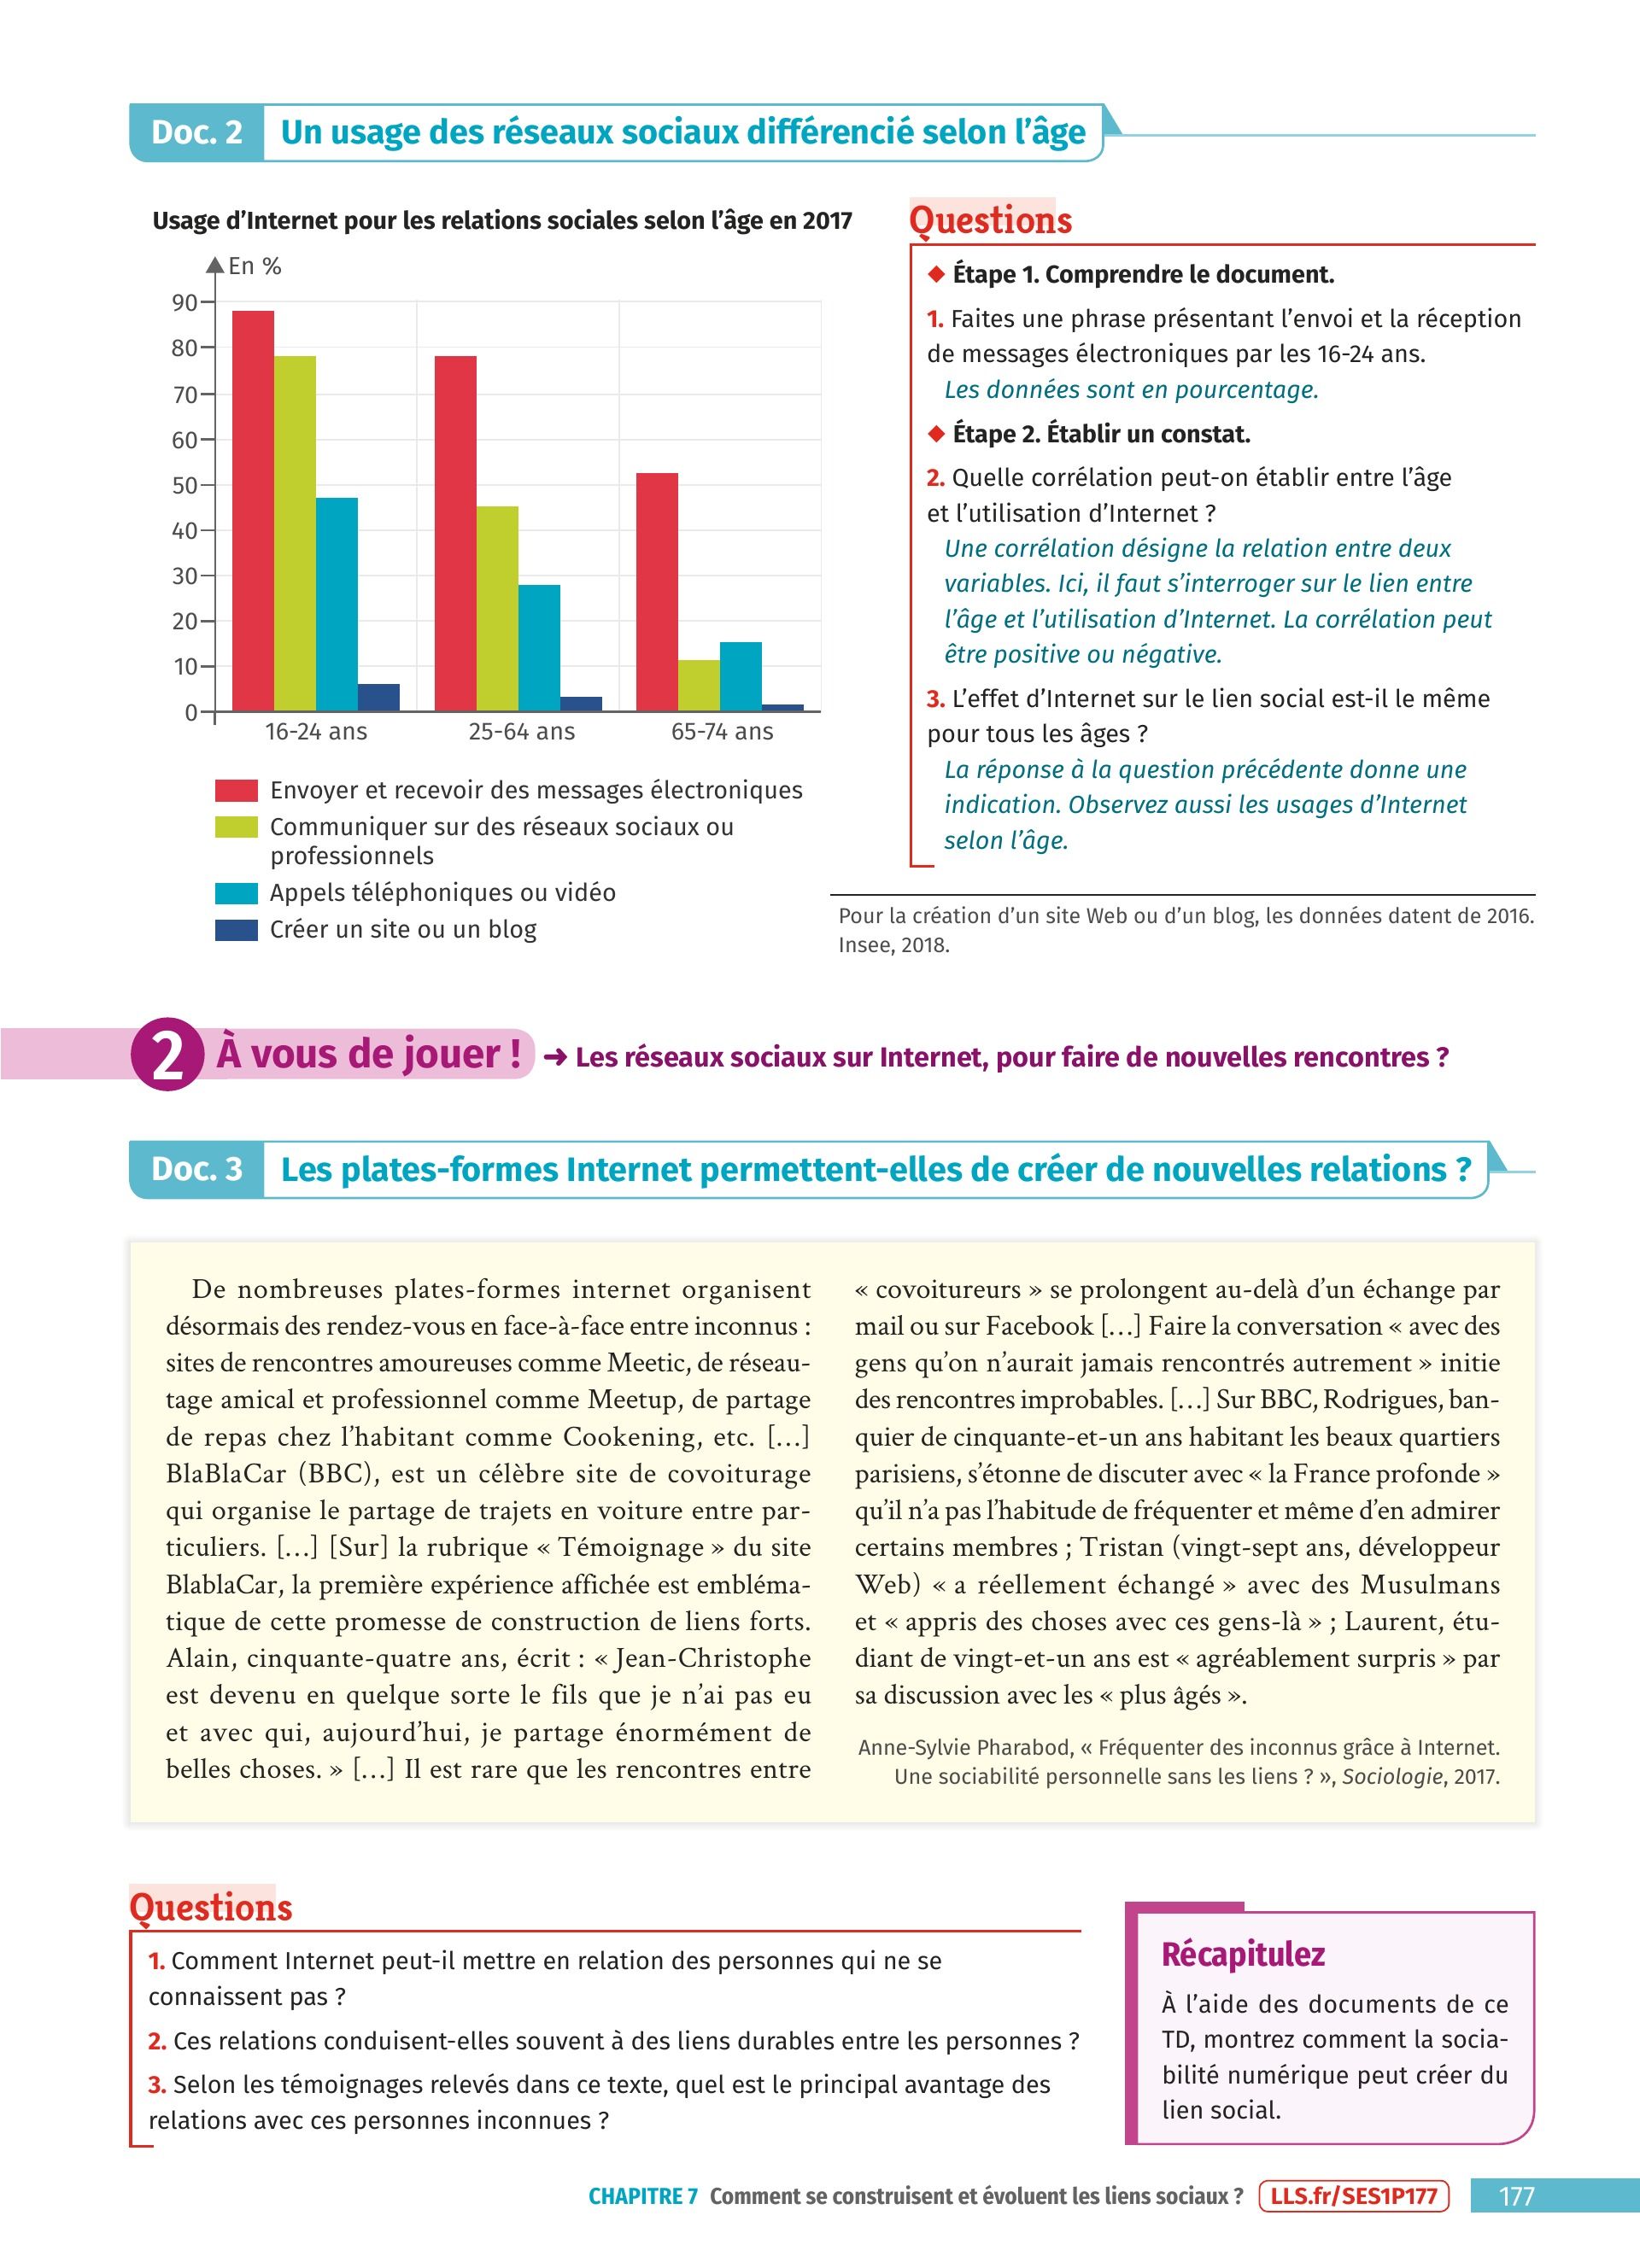 Doc. 2 Un usage des réseaux sociaux différencié selon l’âge
Usage d’Internet pour les relations sociales selon l’âge en 2017
En %
90
80
70
60
50
40
30
20
10
0
16-24 ans 25-64 ans 65-74 ans
Envoyer et recevoir des messages électroniques
Communiquer sur des réseaux sociaux ou
professionnels
Appels téléphoniques ou vidéo
Créer un site ou un blog
Questions
◆ Étape 1. Comprendre le document.
1. Faites une phrase présentant l’envoi et la réception
de messages électroniques par les 16-24 ans.
Les données sont en pourcentage.
◆ Étape 2. Établir un constat.
2. Quelle corrélation peut-on établir entre l’âge
et l’utilisation d’Internet ?
Une corrélation désigne la relation entre deux
variables. Ici, il faut s’interroger sur le lien entre
l’âge et l’utilisation d’Internet. La corrélation peut
être positive ou négative.
3. L’effet d’Internet sur le lien social est-il le même
pour tous les âges ?
La réponse à la question précédente donne une
indication. Observez aussi les usages d’Internet
selon l’âge.
Pour la création d’un site Web ou d’un blog, les données datent de 2016.
Insee, 2018.
2 À vous de jouer ! ➜ Les réseaux sociaux sur Internet, pour faire de nouvelles rencontres ?
Doc. 3 Les plates-formes Internet permettent-elles de créer de nouvelles relations ?
De nombreuses plates-formes internet organisent
désormais des rendez-vous en face-à-face entre inconnus :
sites de rencontres amoureuses comme Meetic, de réseau-
tage amical et professionnel comme Meetup, de partage
de repas chez l’habitant comme Cookening, etc. […]
BlaBlaCar (BBC), est un célèbre site de covoiturage
qui organise le partage de trajets en voiture entre par-
ticuliers. […] [Sur] la rubrique « Témoignage » du site
BlablaCar, la première expérience affichée est embléma-
tique de cette promesse de construction de liens forts.
Alain, cinquante-quatre ans, écrit : « Jean-Christophe
est devenu en quelque sorte le fils que je n’ai pas eu
et avec qui, aujourd’hui, je partage énormément de
belles choses. » […] Il est rare que les rencontres entre
« covoitureurs » se prolongent au-delà d’un échange par
mail ou sur Facebook […] Faire la conversation « avec des
gens qu’on n’aurait jamais rencontrés autrement » initie
des rencontres improbables. […] Sur BBC, Rodrigues, ban-
quier de cinquante-et-un ans habitant les beaux quartiers
parisiens, s’étonne de discuter avec « la France profonde »
qu’il n’a pas l’habitude de fréquenter et même d’en admirer
certains membres ; Tristan (vingt-sept ans, développeur
Web) « a réellement échangé » avec des Musulmans
et « appris des choses avec ces gens-là » ; Laurent, étu-
diant de vingt-et-un ans est « agréablement surpris » par
sa discussion avec les « plus âgés ».
Anne-Sylvie Pharabod, « Fréquenter des inconnus grâce à Internet.
Une sociabilité personnelle sans les liens ? », Sociologie, 2017.
Questions
1. Comment Internet peut-il mettre en relation des personnes qui ne se
connaissent pas ?
2. Ces relations conduisent-elles souvent à des liens durables entre les personnes ?
3. Selon les témoignages relevés dans ce texte, quel est le principal avantage des
relations avec ces personnes inconnues ?
Récapitulez
À l’aide des documents de ce
TD, montrez comment la socia-
bilité numérique peut créer du
lien social.
CHAPITRE 7 Comment se construisent et évoluent les liens sociaux ? LLS.fr/SES1P177 177